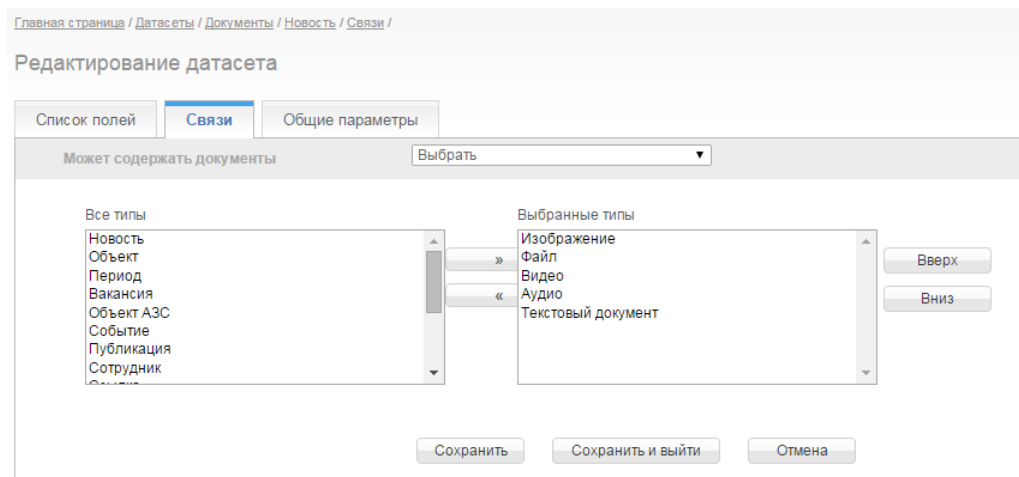 Главная страница / Датасеты / Документы / Новость / Связи /
Редактирование датасета
Список полей Связи Общие параметры
Может содержать документы Выбрать
Все типы Выбранные типы
Новость Изображение
Объект » Файл Вверх
Период Видео
Вакансия « Аудио Вниз
Объект АЗС Текстовый документ
Событие
Публикация
Сотрудник
Сохранить Сохранить и выйти Отмена